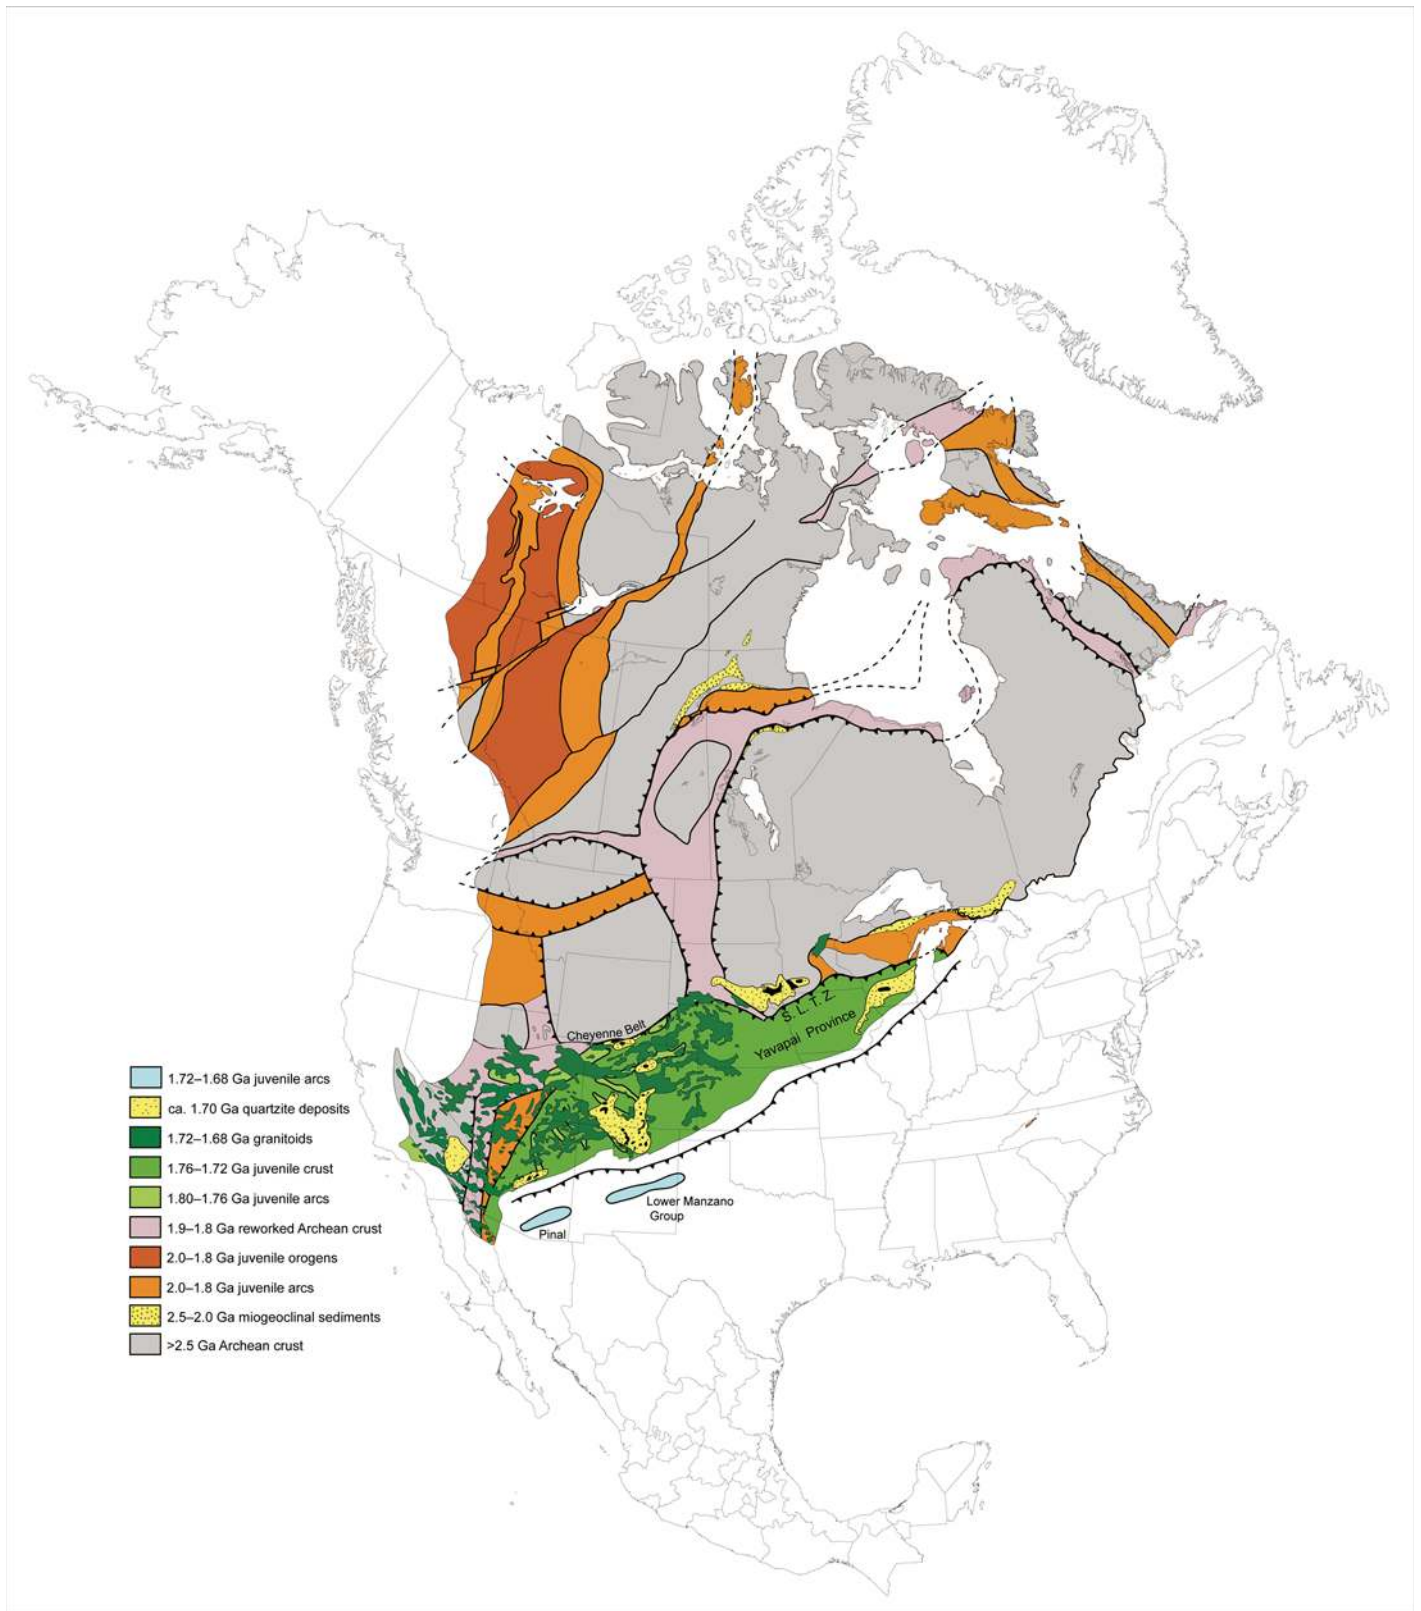 Cheyenne Belt
S. L. T. Z.
Yavapai Province
Lower Manzano
Group
Pinal
1.72–1.68 Ga juvenile arcs
ca. 1.70 Ga quartzite deposits
1.72–1.68 Ga granitoids
1.76–1.72 Ga juvenile crust
1.80–1.76 Ga juvenile arcs
1.9–1.8 Ga reworked Archean crust
2.0–1.8 Ga juvenile orogens
2.0–1.8 Ga juvenile arcs
2.5–2.0 Ga miogeoclinal sediments
>2.5 Ga Archean crust